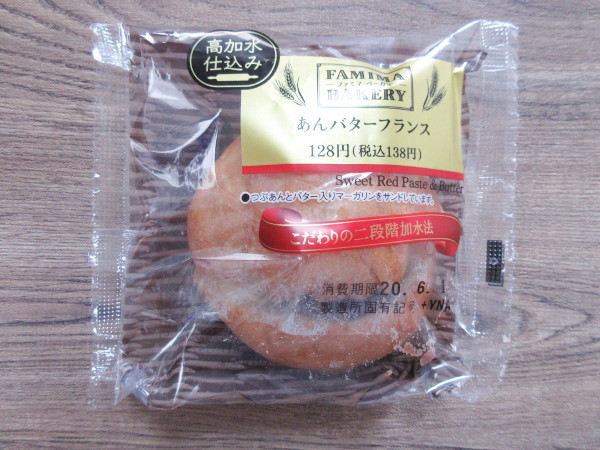 高加水
仕込み
FAMIMA
ファミマ・ベーカリー
BAKERY
あんバターフランス
128円(税込138円)
Sweet Red Paste & Butter
●つぶあんとバター入りマーガリンをサンドしています。
こだわりの二段階加水法
消費期限20. 6. 1
製造所固有記号 +YNA